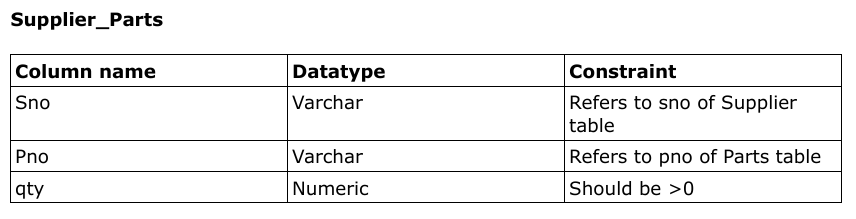 Supplier_Parts
Column name Datatype Constraint
Sno Varchar Refers to sno of Supplier
table
Pno Varchar Refers to pno of Parts table
qty Numeric Should be >0